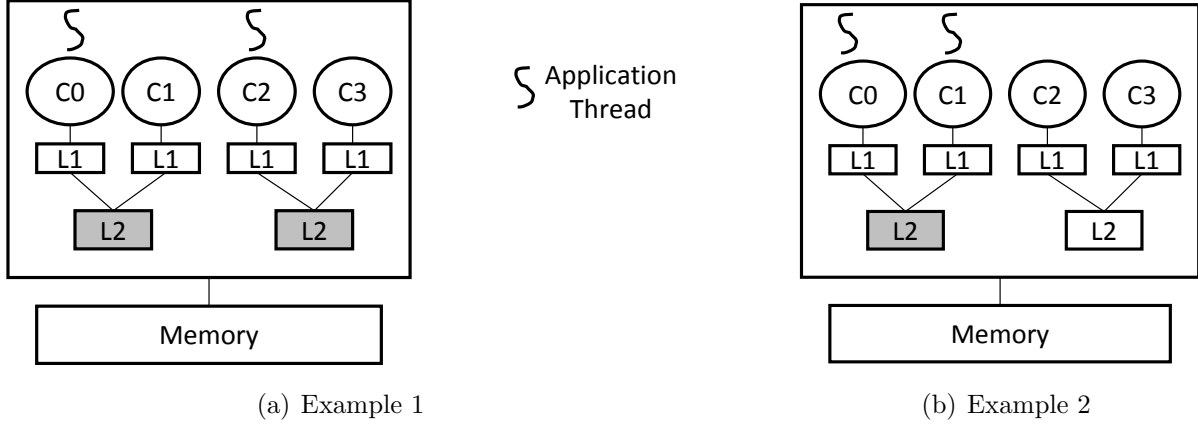 C0 C1 C2 C3
L1 L1 L1 L1
L2 L2
Memory
(a) Example 1
Application
Thread
C0 C1 C2 C3
L1 L1 L1 L1
L2 L2
Memory
(b) Example 2